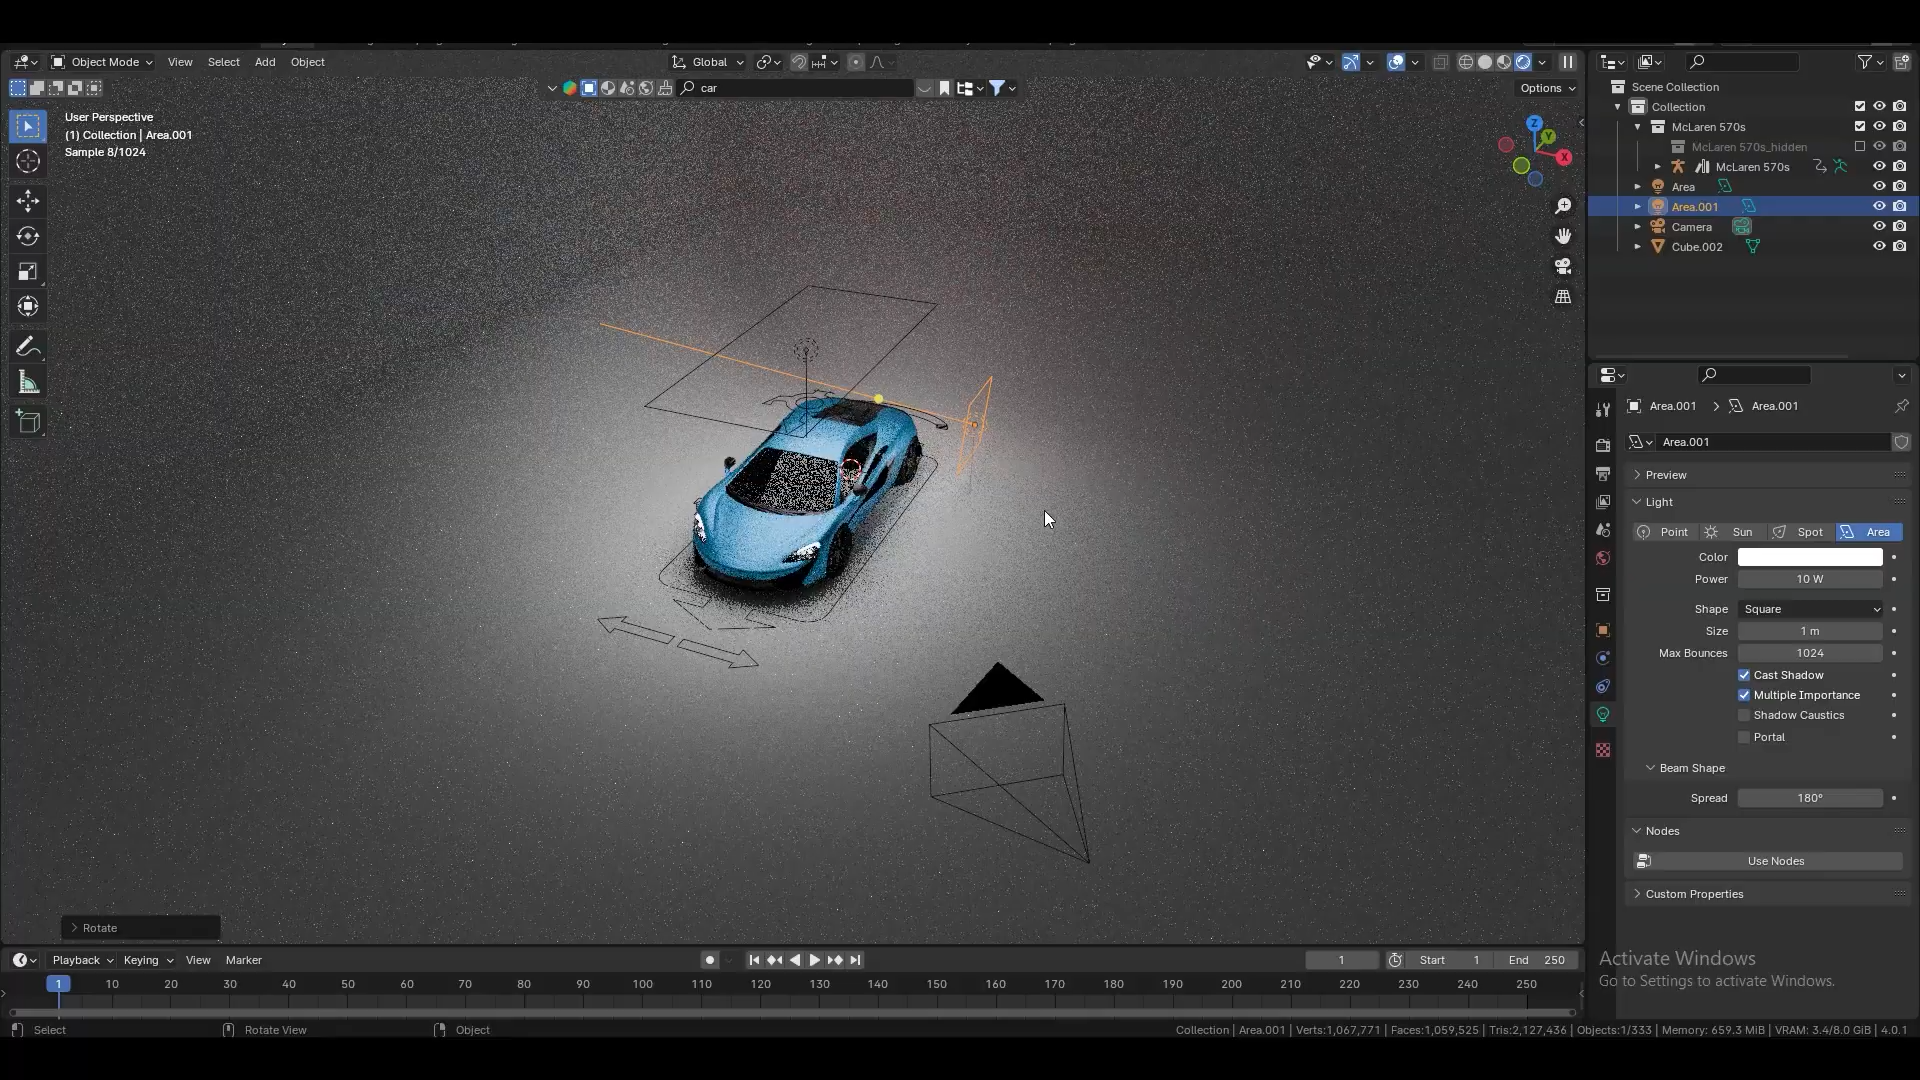 Object Mode View Select Add Object Global
car Options
User Perspective
(1) Collection | Area.001
Sample 8/1024
Z
Y
X
Scene Collection
Collection
McLaren 570s
McLaren 570s_hidden
McLaren 570s
Area
Area.001
Camera
Cube.002
Area.001 Area.001
Area.001
Preview
Light
Point Sun Spot Area
Color
Power 10 W
Shape Square
Size 1 m
Max Bounces 1024
Cast Shadow
Multiple Importance
Shadow Caustics
Portal
Beam Shape
Spread 180°
Nodes
Use Nodes
Custom Properties
Rotate
Activate Windows
Go to Settings to activate Windows.
Playback Keying View Marker 1 Start 1 End 250
1 10 20 30 40 50 60 70 80 90 100 110 120 130 140 150 160 170 180 190 200 210 220 230 240 250
Select Rotate View Object Collection | Area.001 | Verts:1,067,771 | Faces:1,059,525 | Tris:2,127,436 | Objects:1/333 | Memory: 659.3 MiB | VRAM: 3.4/8.0 GiB | 4.0.1